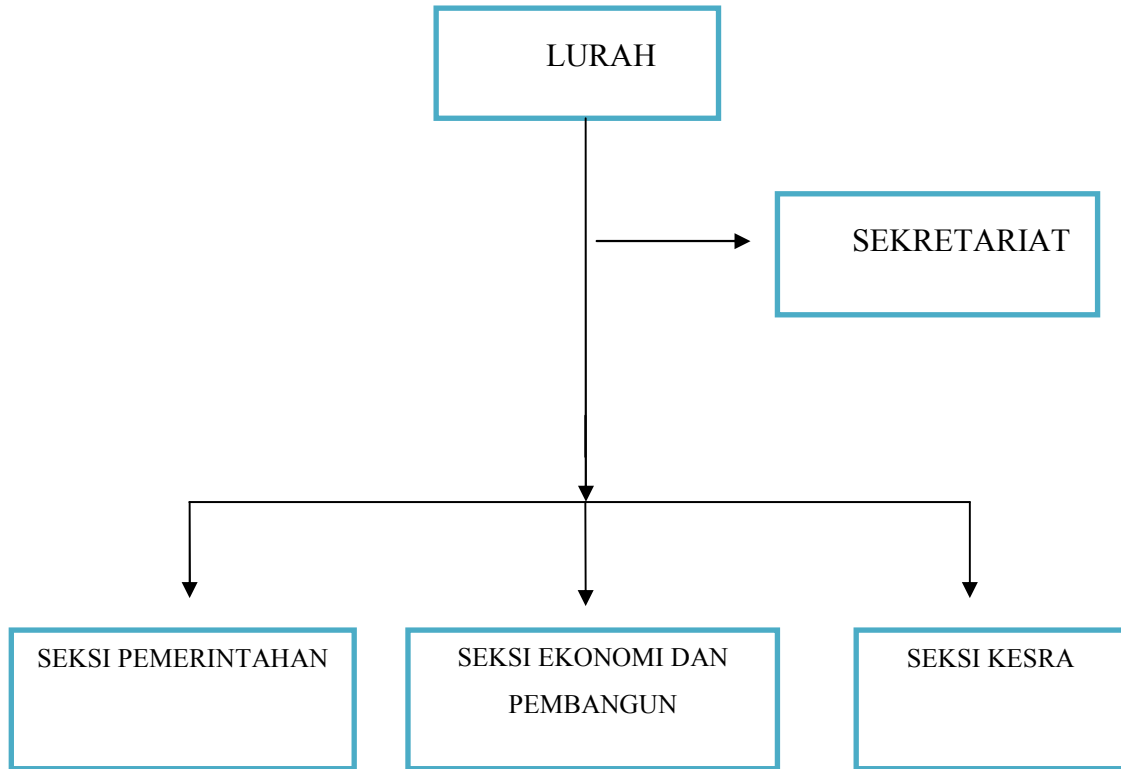 LURAH
SEKRETARIAT
SEKSI PEMERINTAHAN
SEKSI EKONOMI DAN
PEMBANGUN
SEKSI KESRA